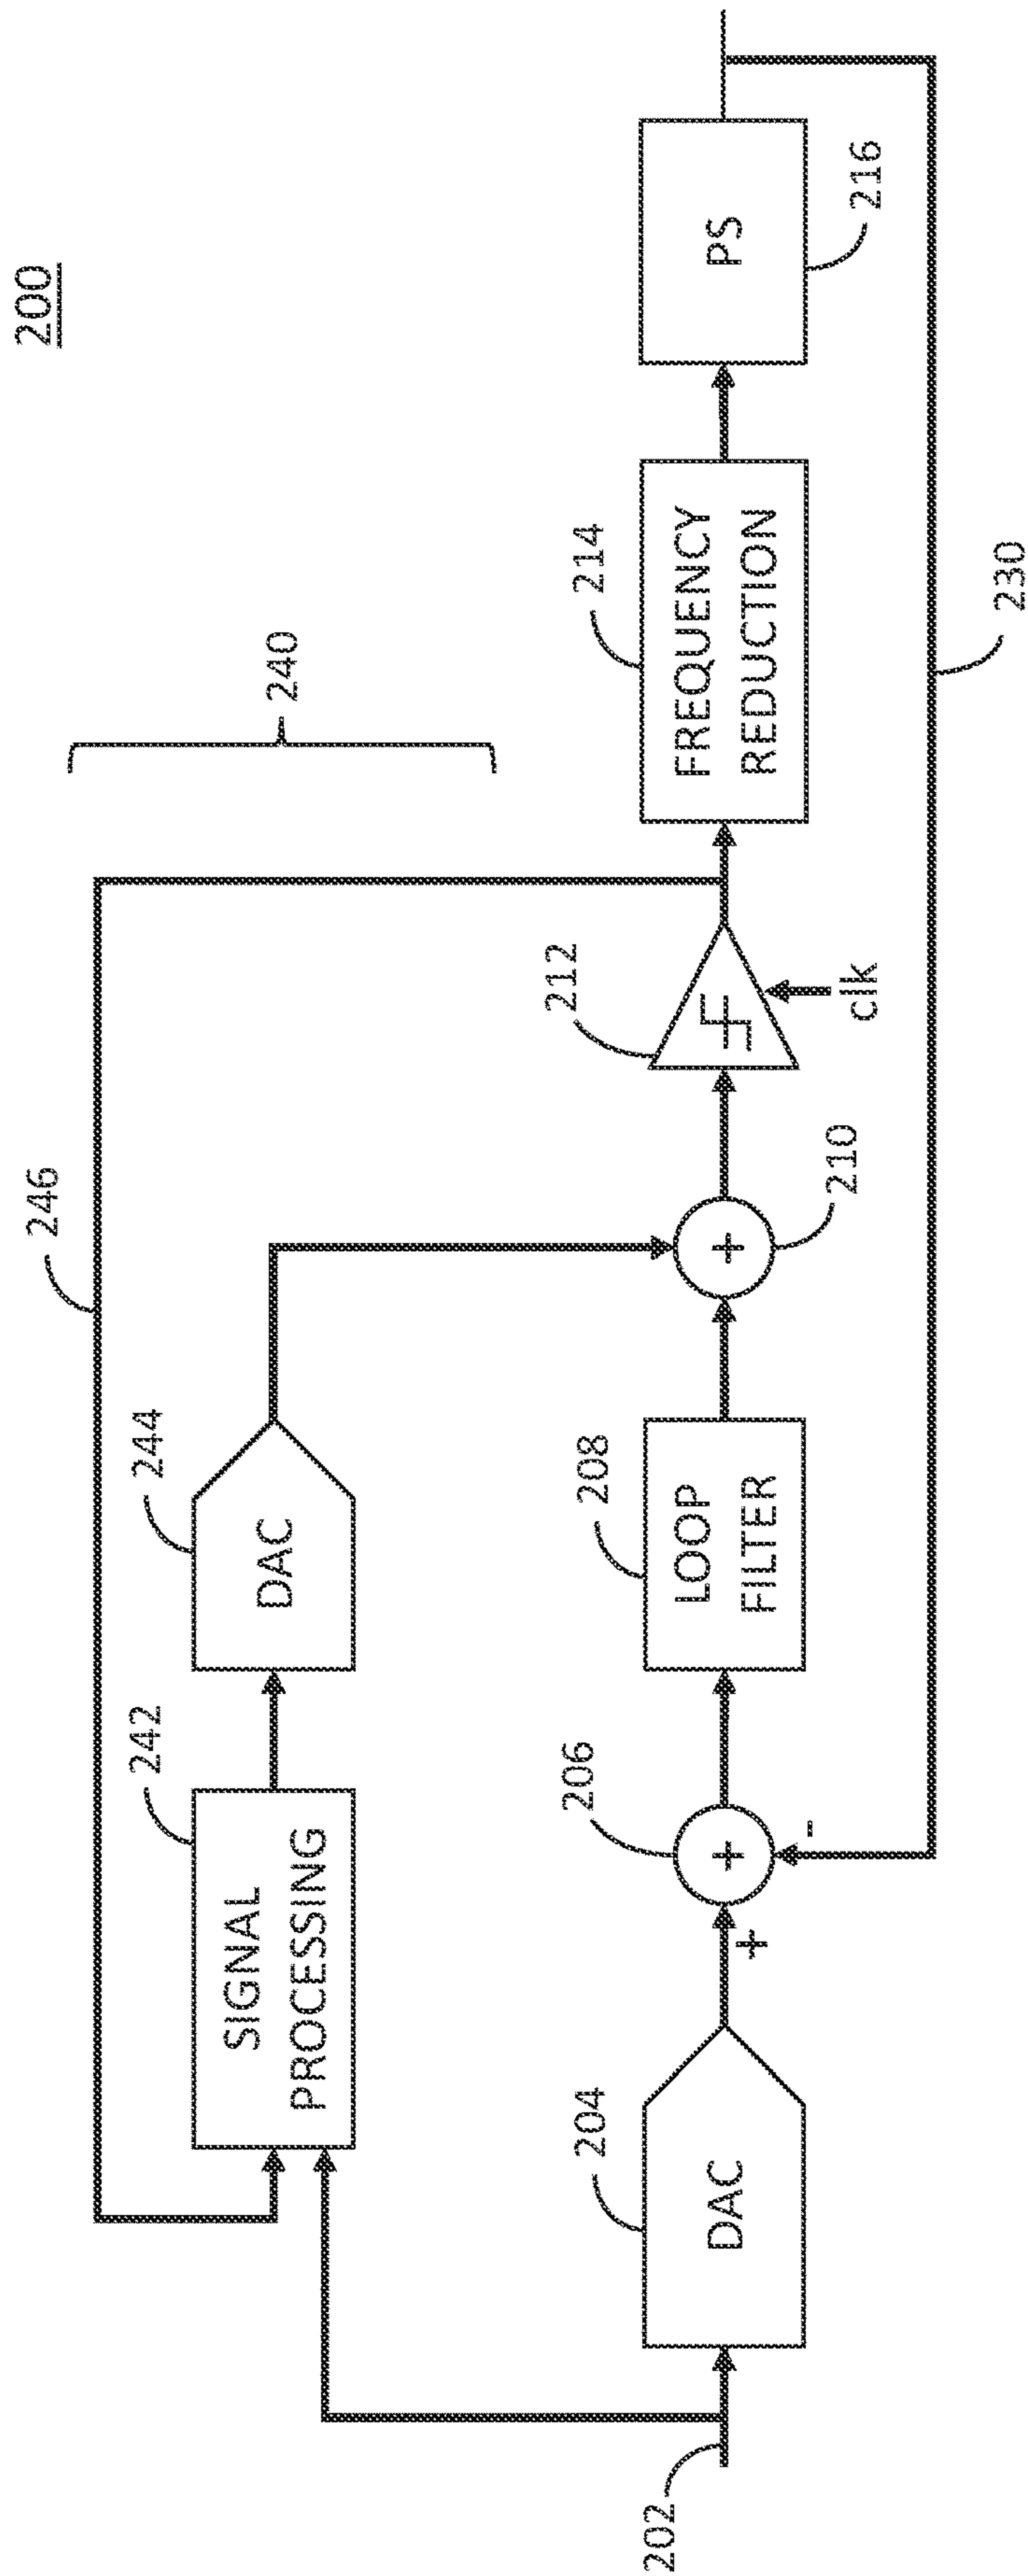 200
246
240
242
SIGNAL
PROCESSING
244
DAC
202
204
DAC
+
-
206
+
208
LOOP
FILTER
210
+
212
clk
214
FREQUENCY
REDUCTION
PS
216
230